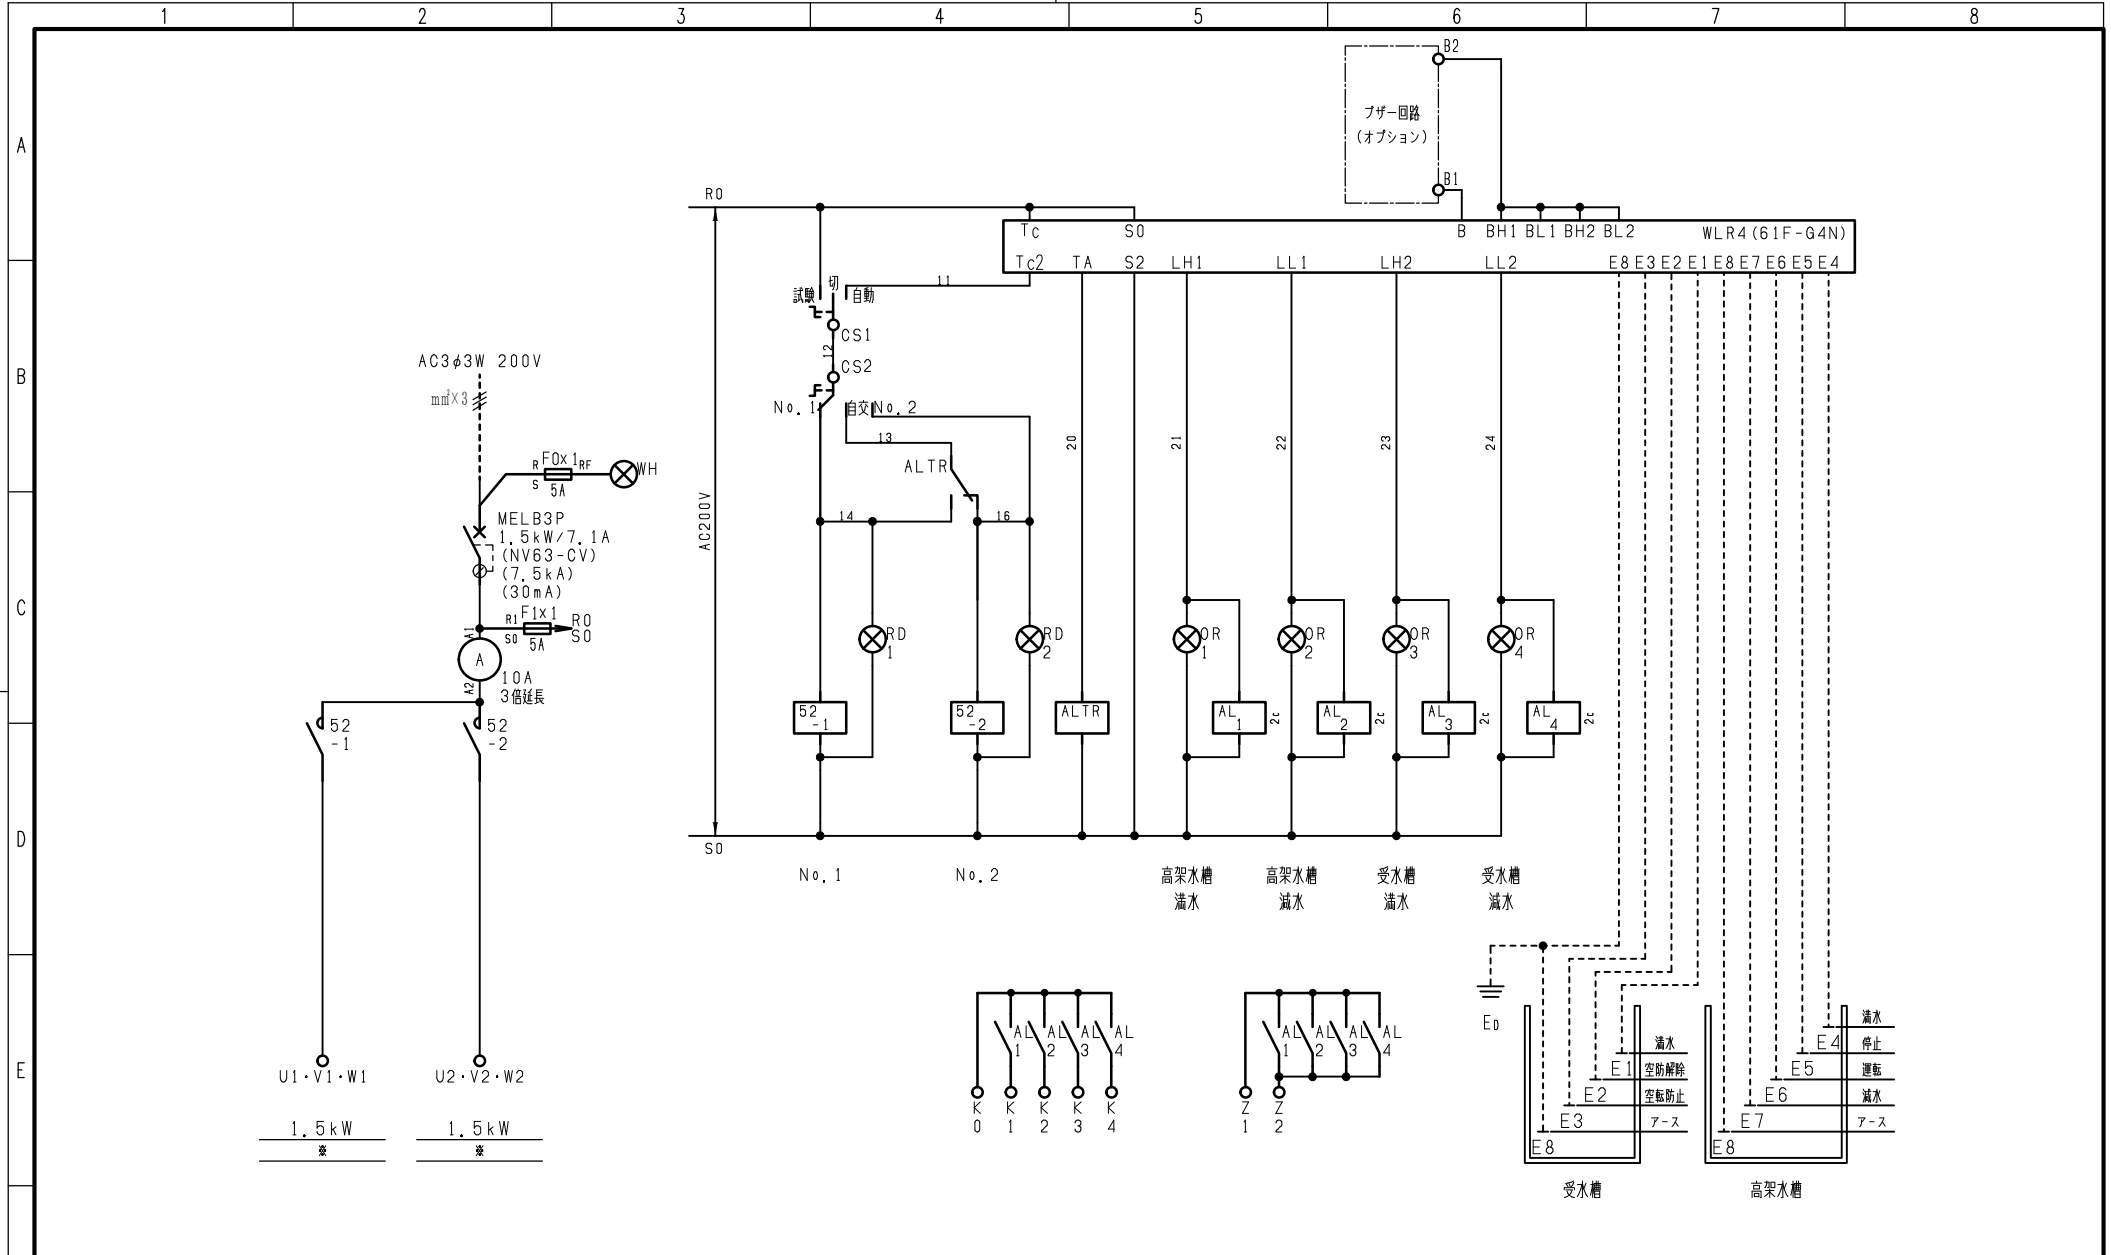 1 2 3 4 5 6 7 8
A
B
C
D
E
B2
ブザー回路
(オプション)
B1
R0
TC S0 B BH1 BL1 BH2 BL2 WLR4(61F-G4N)
TC2 TA S2 LH1 LL1 LH2 LL2 E8 E3 E2 E1 E8 E7 E6 E5 E4
試験 切 自動 11
CS1
12
CS2
No.1 自交 No.2
13
ALTR
14 16
20 21 22 23 24
AC200V
AC3φ3W 200V
mm²×3
R F0×1 RF WH
S 5A
MELB3P
1.5kW/7.1A
(NV63-CV)
(7.5kA)
(30mA)
R1 F1×1 R0
S0 5A S0
A1
A
A2
10A
3倍延長
52
-1
52
-2
RD
1
RD
2
OR
1
OR
2
OR
3
OR
4
52
-1
52
-2
ALTR
AL
1
2c
AL
2
2c
AL
3
2c
AL
4
2c
S0
No.1 No.2
高架水槽
満水
高架水槽
減水
受水槽
満水
受水槽
減水
U1・V1・W1 U2・V2・W2
1.5kW 1.5kW
※ ※
AL
1
AL
2
AL
3
AL
4
K
0
K
1
K
2
K
3
K
4
AL
1
AL
2
AL
3
AL
4
Z
1
Z
2
ED
満水
E1 空防解除
E2 空転防止
E3 アース
E8
受水槽
満水
E4 停止
E5 運転
E6 減水
E7 アース
E8
高架水槽